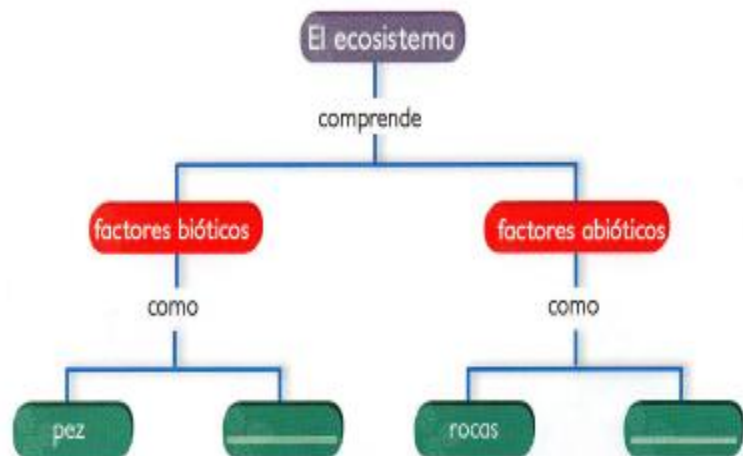 El ecosistema
comprende
factores bióticos
factores abióticos
como
como
pez
rocas